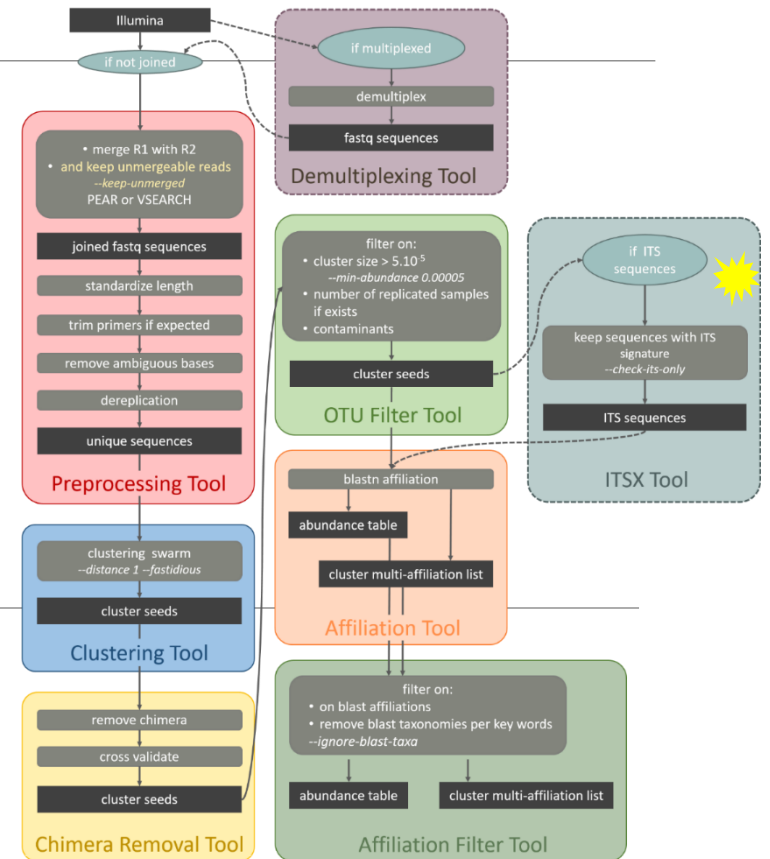 Illumina
if not joined
if multiplexed
demultiplex
fastq sequences
Demultiplexing Tool
• merge R1 with R2
• and keep unmergeable reads
--keep-unmerged
PEAR or VSEARCH
joined fastq sequences
standardize length
trim primers if expected
remove ambiguous bases
dereplication
unique sequences
Preprocessing Tool
clustering swarm
--distance 1 --fastidious
cluster seeds
Clustering Tool
remove chimera
cross validate
cluster seeds
Chimera Removal Tool
filter on:
• cluster size > 5.10-5
--min-abundance 0.00005
• number of replicated samples
if exists
• contaminants
cluster seeds
OTU Filter Tool
if ITS
sequences
keep sequences with ITS
signature
--check-its-only
ITS sequences
ITSX Tool
blastn affiliation
abundance table
cluster multi-affiliation list
Affiliation Tool
filter on:
• on blast affiliations
• remove blast taxonomies per key words
--ignore-blast-taxa
abundance table
cluster multi-affiliation list
Affiliation Filter Tool